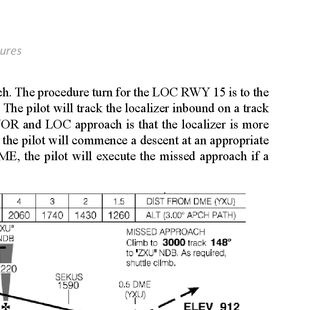 ures
ch. The procedure turn for the LOC RWY 15 is to the
The pilot will track the localizer inbound on a track
OR and LOC approach is that the localizer is more
the pilot will commence a descent at an appropriate
ME, the pilot will execute the missed approach if a
4 3 2 1.5 DIST FROM DME (YXU)
2060 1740 1430 1260 ALT (3.00° APCH PATH)
XU"
NDB
MISSED APPROACH
Climb to 3000 track 148°
to "ZXU" NDB. As required,
shuttle climb.
220
SEKUS
1590
0.5 DME
(YXU)
ELEV 912